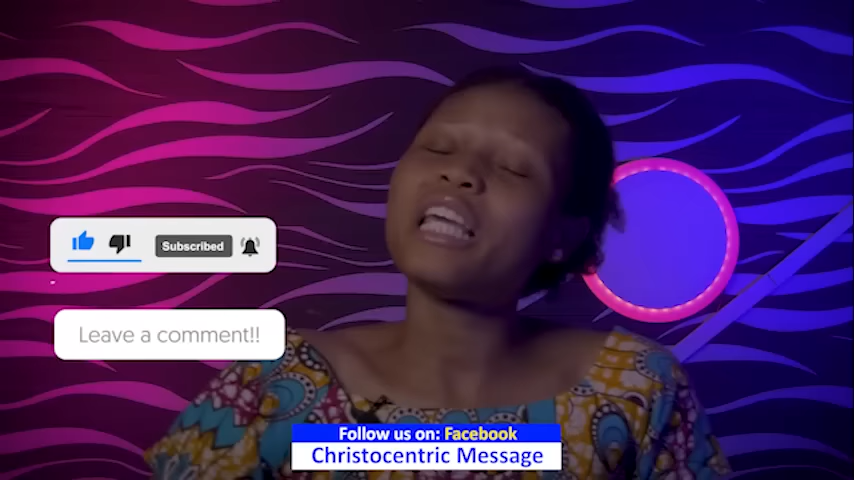 Subscribed
Leave a comment!!
Follow us on: Facebook
Christocentric Message